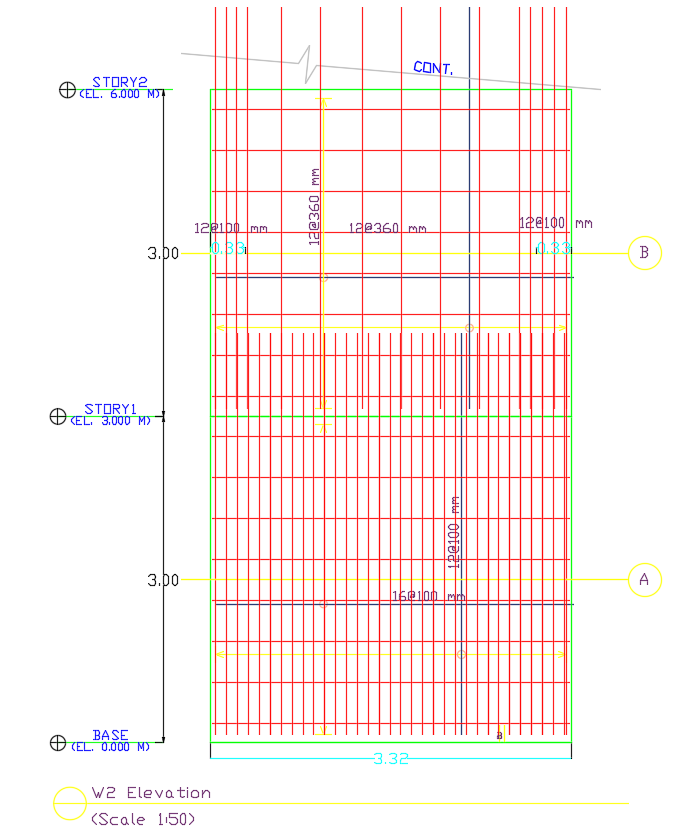 CONT.
STORY2
(EL. 6.000 M)
12@360 mm
12@100 mm
12@360 mm
12@100 mm
0.33
0.33
3.00
B
STORY1
(EL. 3.000 M)
12@100 mm
3.00
A
16@100 mm
BASE
(EL. 0.000 M)
a
3.32
W2 Elevation
(Scale 1:50)